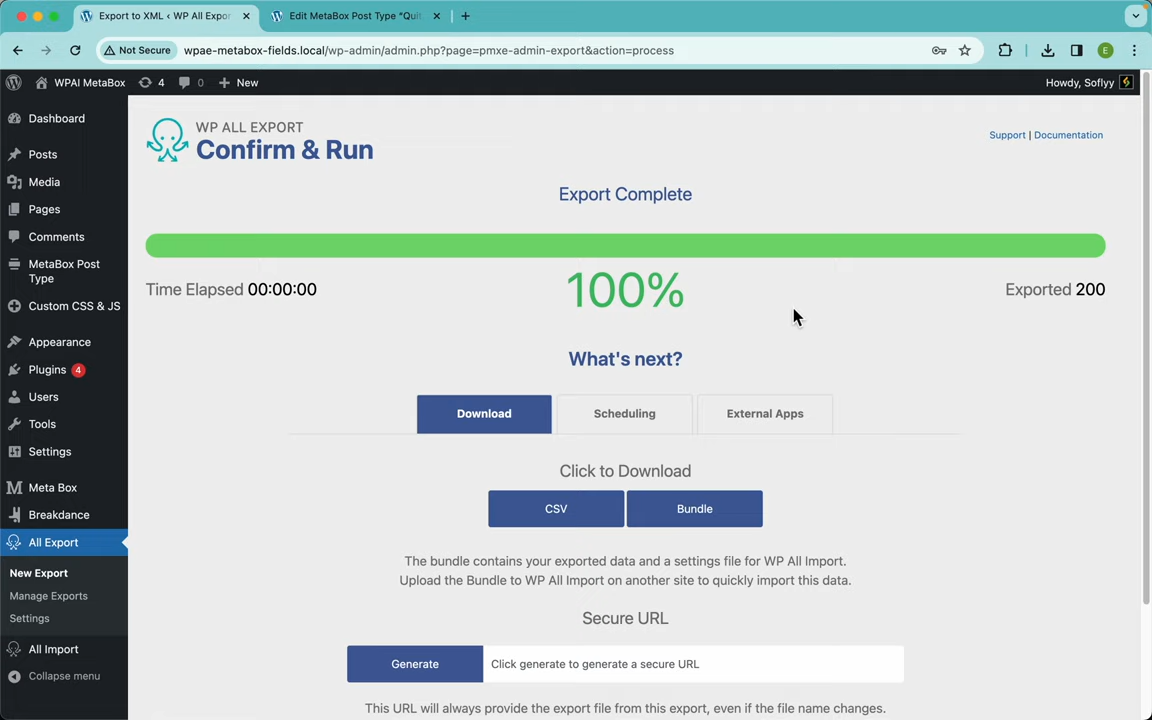 Export to XML ‹ WP All Expor
Edit MetaBox Post Type "Quit
Not Secure
wpae-metabox-fields.local/wp-admin/admin.php?page=pmxe-admin-export&action=process
E
WPAI MetaBox
4
0
New
Howdy, Soflyy
Dashboard
Posts
Media
Pages
Comments
MetaBox Post
Type
Custom CSS & JS
Appearance
Plugins 4
Users
Tools
Settings
Meta Box
Breakdance
All Export
New Export
Manage Exports
Settings
All Import
Collapse menu
WP ALL EXPORT
Confirm & Run
Support | Documentation
Export Complete
Time Elapsed 00:00:00
100%
Exported 200
What's next?
Download
Scheduling
External Apps
Click to Download
CSV
Bundle
The bundle contains your exported data and a settings file for WP All Import.
Upload the Bundle to WP All Import on another site to quickly import this data.
Secure URL
Generate
Click generate to generate a secure URL
This URL will always provide the export file from this export, even if the file name changes.